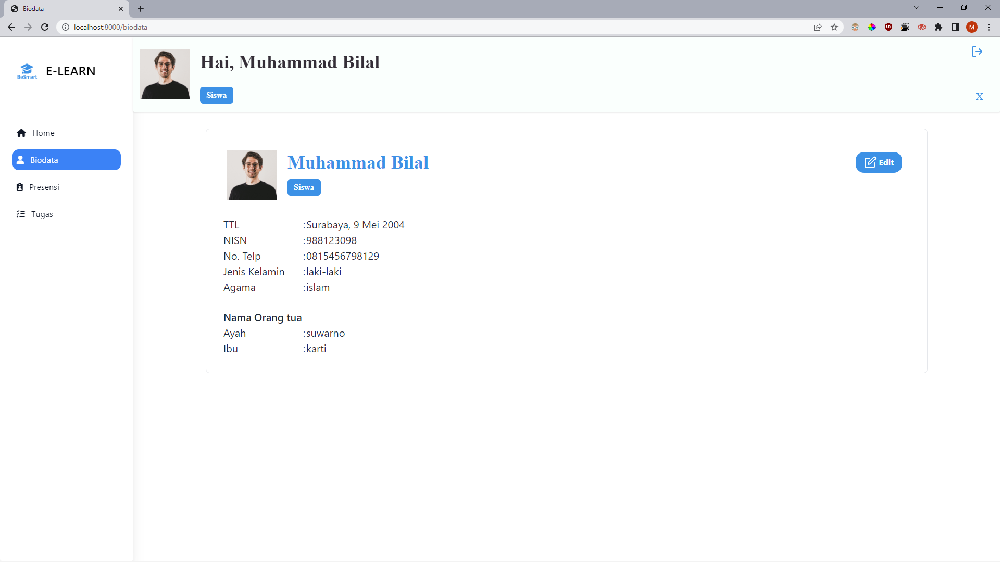 Biodata
localhost:8000/biodata
M
BeSmart
E-LEARN
Hai, Muhammad Bilal
Siswa
X
Home
Biodata
Presensi
Tugas
Muhammad Bilal
Siswa
Edit
TTL :Surabaya, 9 Mei 2004
NISN :988123098
No. Telp :0815456798129
Jenis Kelamin :laki-laki
Agama :islam
Nama Orang tua
Ayah :suwarno
Ibu :karti